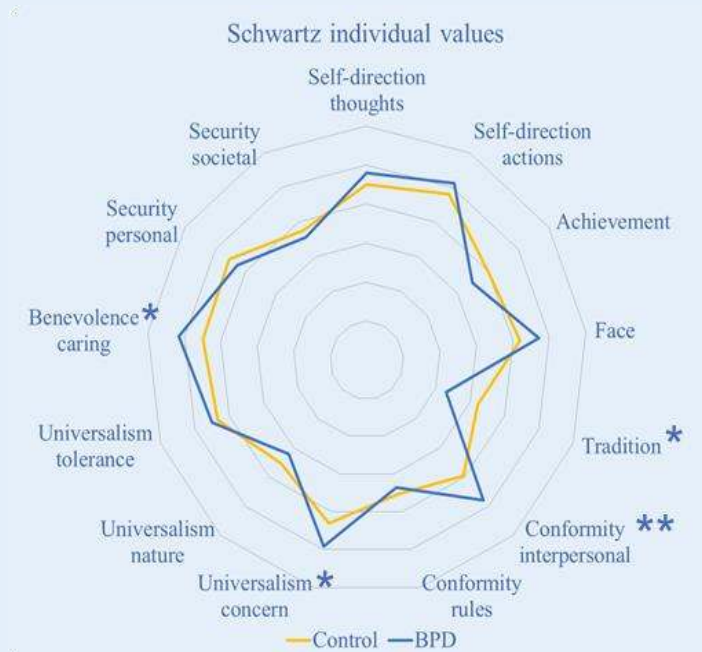 Schwartz individual values
Self-direction
thoughts
Self-direction
actions
Achievement
Face
Tradition *
Conformity **
interpersonal
Conformity
rules
Universalism *
concern
Universalism
nature
Universalism
tolerance
Benevolence *
caring
Security
personal
Security
societal
Control
BPD